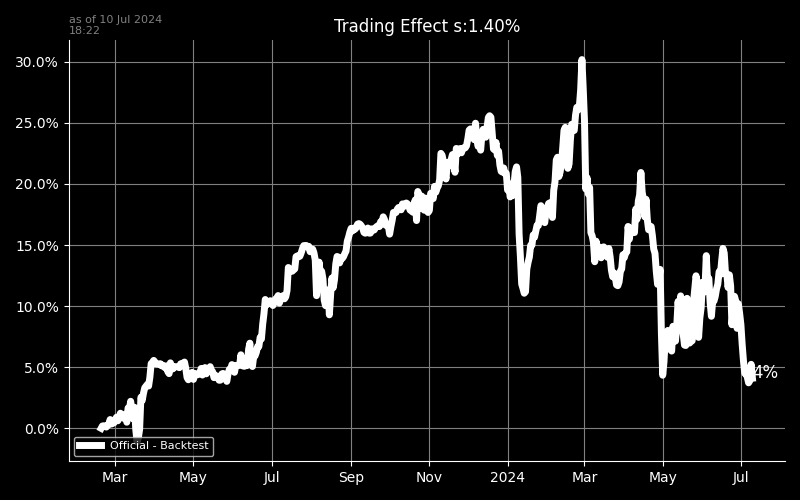 as of 10 Jul 2024
18:22
Trading Effect s:1.40%
30.0%
25.0%
20.0%
15.0%
10.0%
5.0%
0.0%
4%
Official - Backtest
Mar May Jul Sep Nov 2024 Mar May Jul